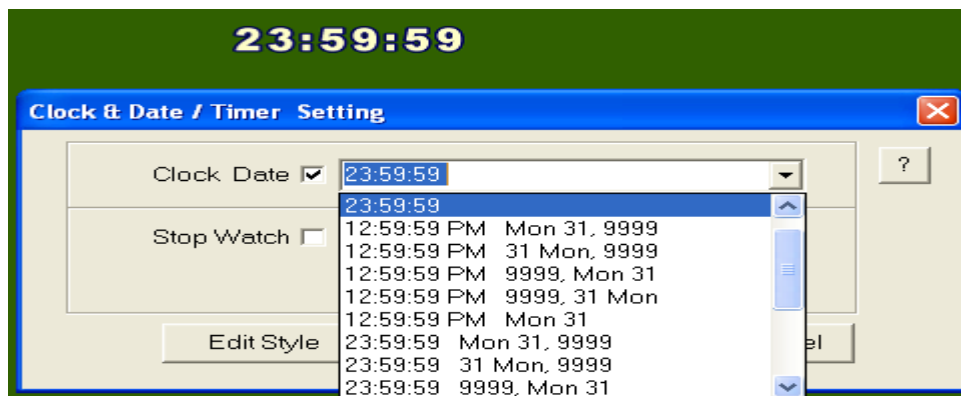 23:59:59
Clock & Date / Timer Setting
Clock Date 23:59:59
?
23:59:59
12:59:59 PM Mon 31, 9999
Stop Watch
12:59:59 PM 31 Mon, 9999
12:59:59 PM 9999, Mon 31
12:59:59 PM 9999, 31 Mon
12:59:59 PM Mon 31
Edit Style
23:59:59 Mon 31, 9999
el
23:59:59 31 Mon, 9999
23:59:59 9999, Mon 31